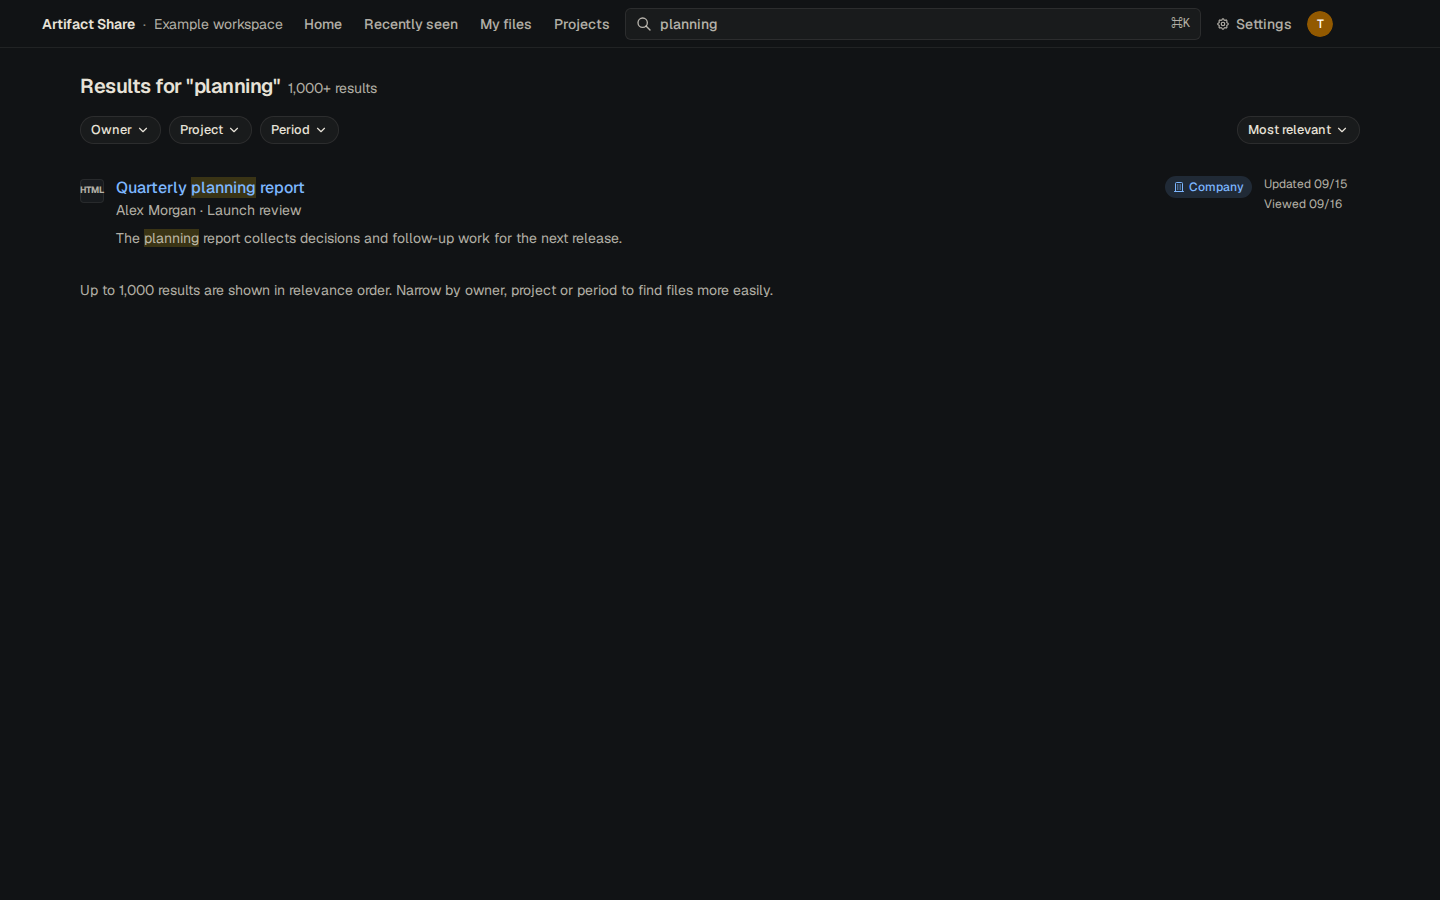 Artifact Share · Example workspace Home Recently seen My files Projects planning ⌘K Settings T
Results for "planning" 1,000+ results
Owner Project Period Most relevant
HTML Quarterly planning report Company Updated 09/15
Alex Morgan · Launch review Viewed 09/16
The planning report collects decisions and follow-up work for the next release.
Up to 1,000 results are shown in relevance order. Narrow by owner, project or period to find files more easily.